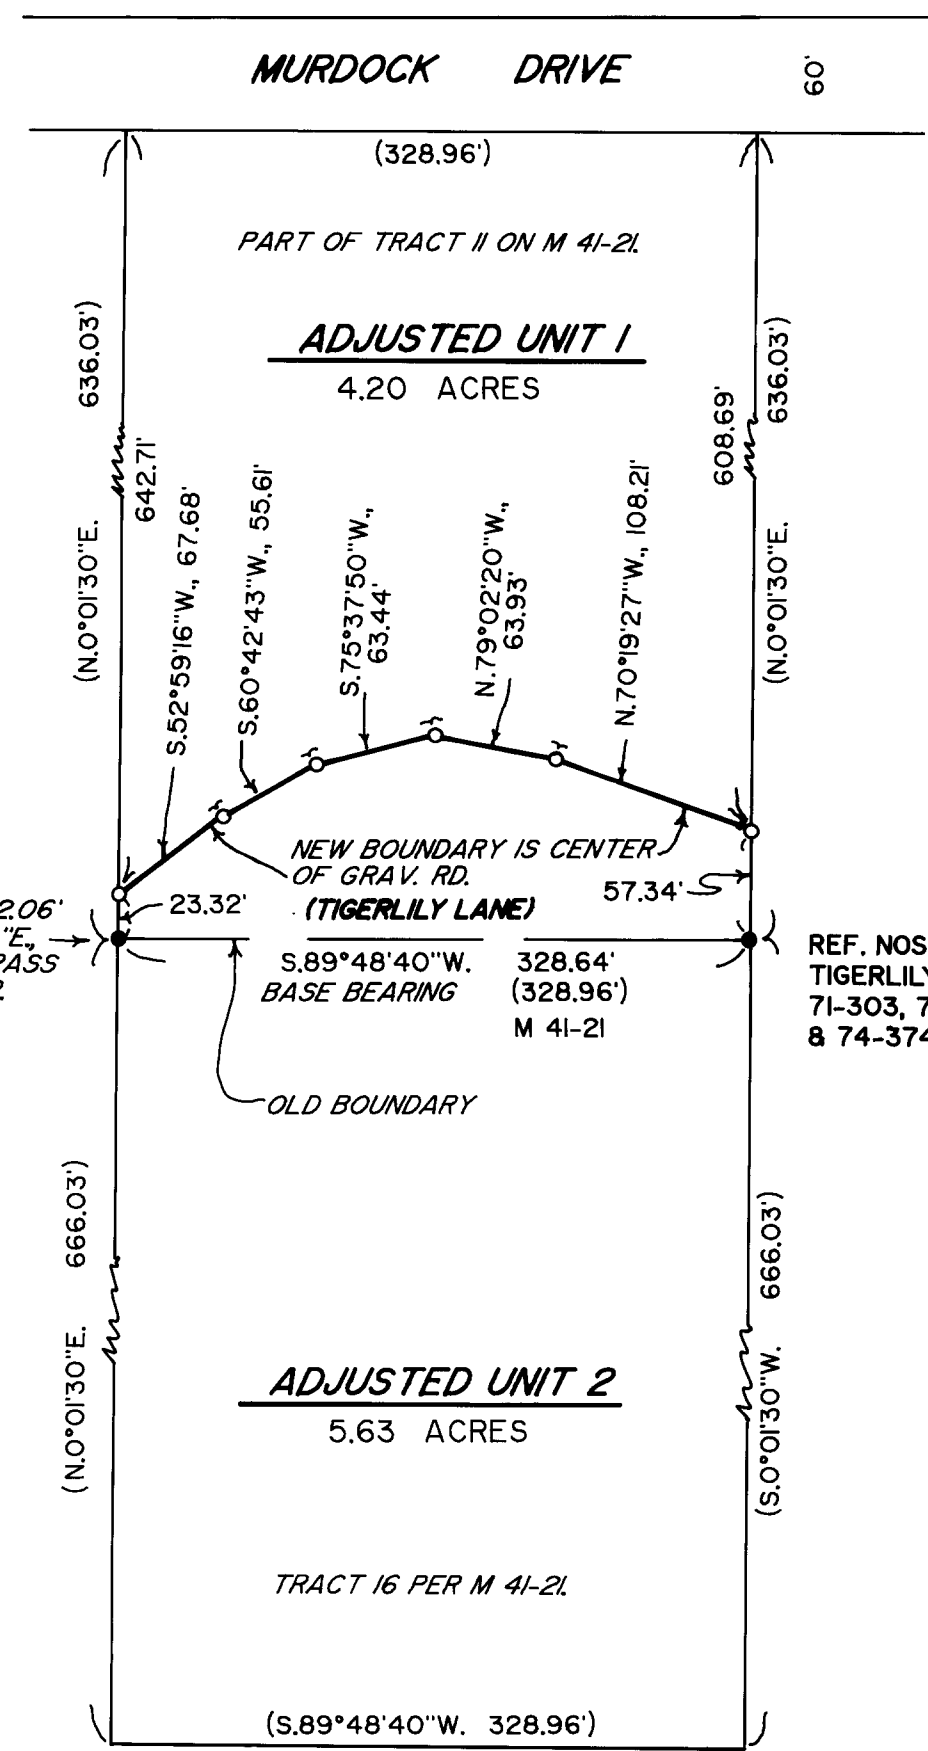 MURDOCK DRIVE
60'
(328.96')
PART OF TRACT 11 ON M 41-21.
ADJUSTED UNIT 1
4.20 ACRES
(N.0°01'30"E. 636.03')
642.71'
S.52°59'16"W., 67.68'
S.60°42'43"W., 55.61'
S.75°37'50"W.,
63.44'
N.79°02'20"W.,
63.93'
N.70°19'27"W., 108.21'
608.69'
(N.0°01'30"E. 636.03')
NEW BOUNDARY IS CENTER
OF GRAV. RD.
(TIGERLILY LANE)
23.32'
57.34'
2.06'
"E.,
PASS
S.89°48'40"W. 328.64'
BASE BEARING (328.96')
M 41-21
REF. NOS
TIGERLILY
71-303, 7
& 74-374
OLD BOUNDARY
(N.0°01'30"E. 666.03')
(S.0°01'30"W. 666.03')
ADJUSTED UNIT 2
5.63 ACRES
TRACT 16 PER M 41-21.
(S.89°48'40"W. 328.96')